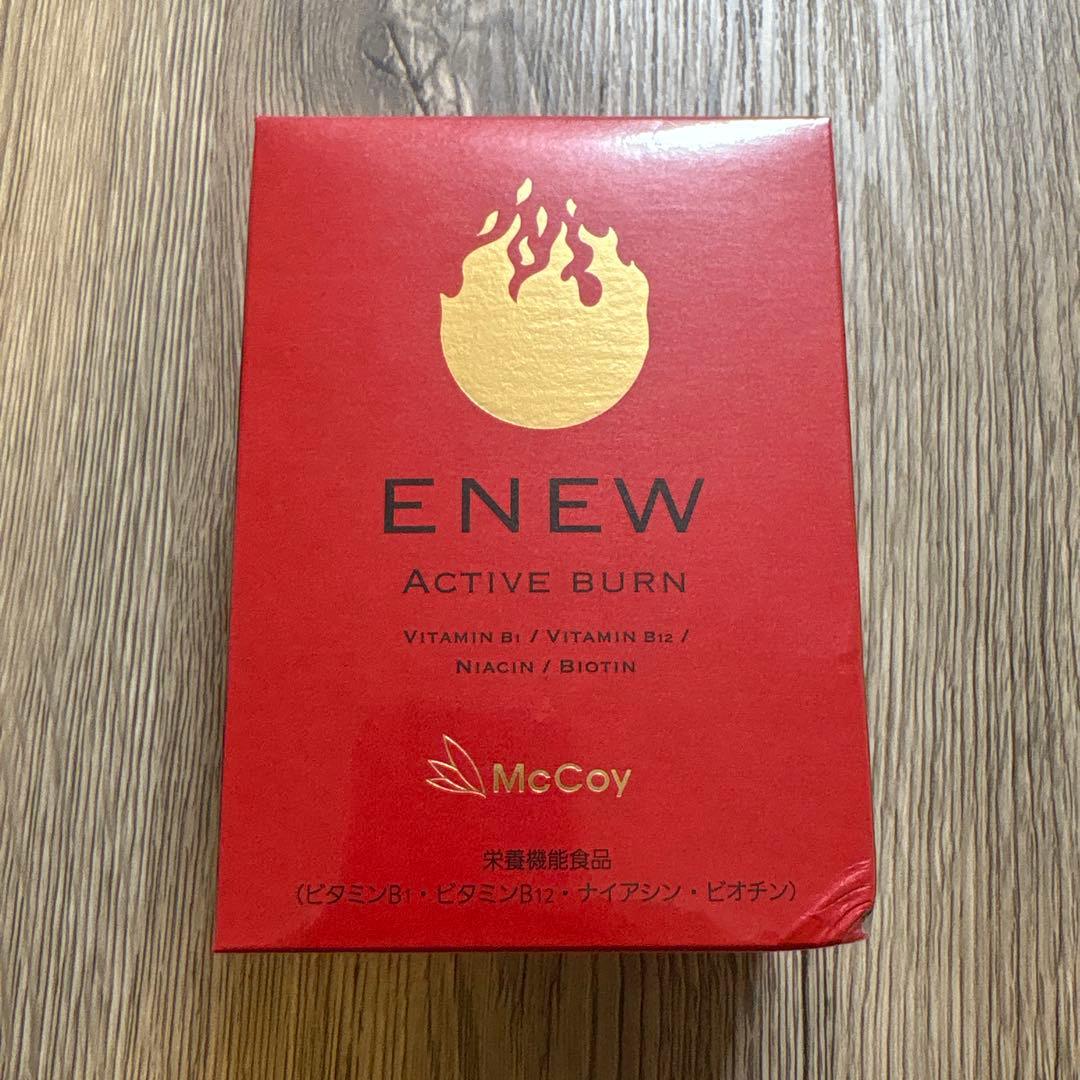 ENEW
ACTIVE BURN
VITAMIN B1 / VITAMIN B12 /
NIACIN / BIOTIN
McCoy
栄養機能食品
（ビタミンB1・ビタミンB12・ナイアシン・ビオチン）